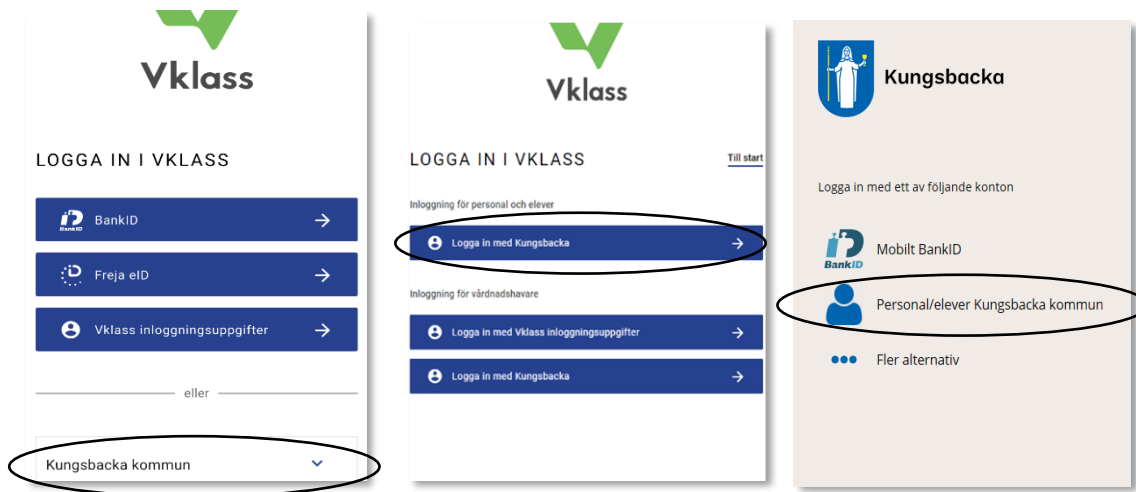 Vklass
LOGGA IN I VKLASS
BankID
BankID
Freja eID
Vklass inloggningsuppgifter
eller
Kungsbacka kommun
Vklass
LOGGA IN I VKLASS
Till start
Inloggning för personal och elever
Logga in med Kungsbacka
Inloggning för vårdnadshavare
Logga in med Vklass inloggningsuppgifter
Logga in med Kungsbacka
Kungsbacka
Logga in med ett av följande konton
BankID
Mobilt BankID
Personal/elever Kungsbacka kommun
Fler alternativ